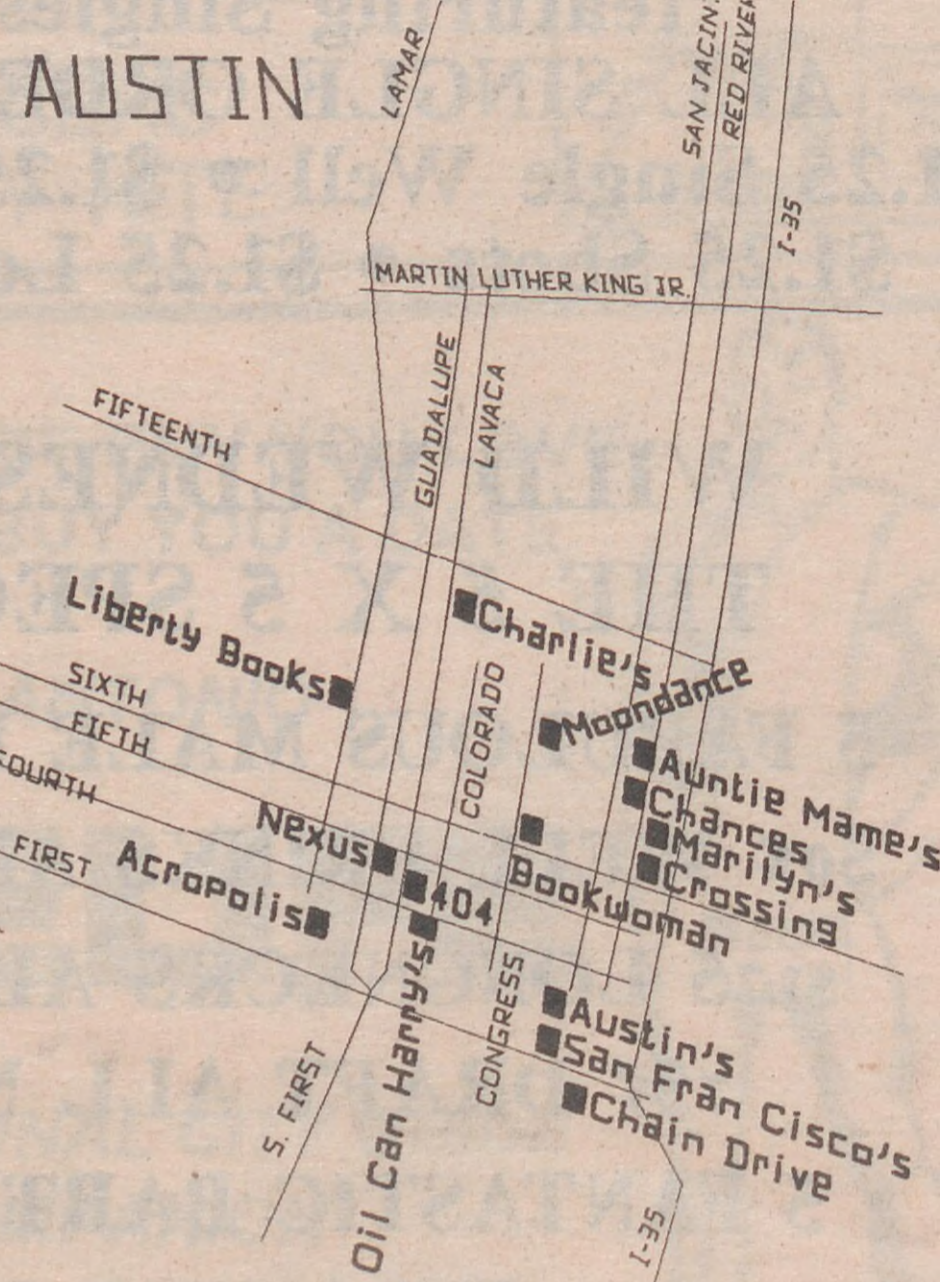 AUSTIN
LAMAR
SAN JACIN
RED RIVER
I-35
MARTIN LUTHER KING JR.
GUADALUPE
LAVACA
FIFTEENTH
Liberty Books
Charlie's
SIXTH
COLORADO
Moondance
FIFTH
Auntie Mame's
FOURTH
Chances
Nexus
Marilyn's
FIRST
Acropolis
404
Bookwoman
Crossing
Oil Can Harry's
CONGRESS
Austin's
San Fran Cisco's
S. FIRST
Chain Drive
I-35